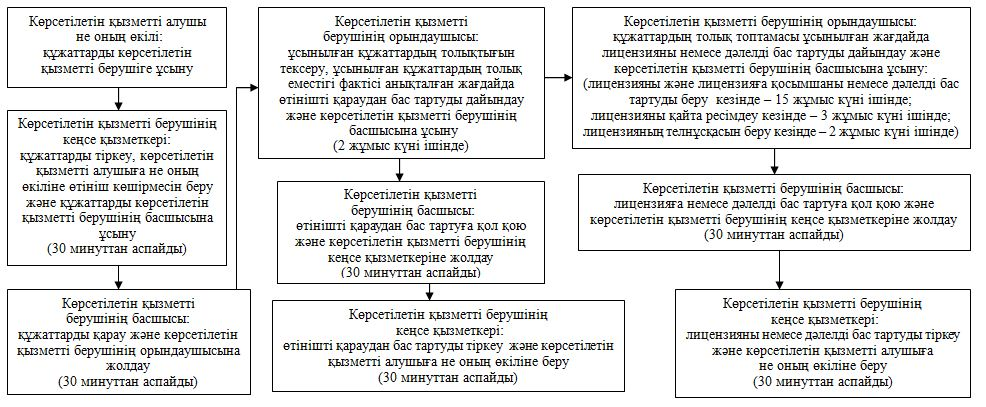 Көрсетілетін қызметті алушы
не оның өкілі:
құжаттарды көрсетілетін
қызметті берушіге ұсыну
Көрсетілетін қызметті берушінің
кеңсе қызметкері:
құжаттарды тіркеу, көрсетілетін
қызметті алушыға не оның
өкіліне өтініш көшірмесін беру
және құжаттарды көрсетілетін
қызметті берушінің басшысына
ұсыну
(30 минуттан аспайды)
Көрсетілетін қызметті
берушінің басшысы:
құжаттарды қарау және көрсетілетін
қызметті берушінің орындаушысына
жолдау
(30 минуттан аспайды)
Көрсетілетін қызметті
берушінің орындаушысы:
ұсынылған құжаттардың толықтығын
тексеру, ұсынылған құжаттардың толық
еместігі фактісі анықталған жағдайда
өтінішті қараудан бас тартуды дайындау
және көрсетілетін қызметті берушінің
басшысына ұсыну
(2 жұмыс күні ішінде)
Көрсетілетін қызметті
берушінің басшысы:
өтінішті қараудан бас тартуға қол қою
және көрсетілетін қызметті берушінің
кеңсе қызметкеріне жолдау
(30 минуттан аспайды)
Көрсетілетін қызметті берушінің
кеңсе қызметкері:
өтінішті қараудан бас тартуды тіркеу және көрсетілетін
қызметті алушыға не оның өкіліне беру
(30 минуттан аспайды)
Көрсетілетін қызметті берушінің орындаушысы:
құжаттардың толық топтамасы ұсынылған жағдайда
лицензияны немесе дәлелді бас тартуды дайындау және
көрсетілетін қызметті берушінің басшысына ұсыну:
(лицензияны және лицензияға қосымшаны немесе дәлелді бас
тартуды беру кезінде – 15 жұмыс күні ішінде;
лицензияны қайта ресімдеу кезінде – 3 жұмыс күні ішінде;
лицензияның телнұсқасын беру кезінде – 2 жұмыс күні ішінде)
Көрсетілетін қызметті берушінің басшысы:
лицензияға немесе дәлелді бас тартуға қол қою және
көрсетілетін қызметті берушінің кеңсе қызметкеріне жолдау
(30 минуттан аспайды)
Көрсетілетін қызметті берушінің
кеңсе қызметкері:
лицензияны немесе дәлелді бас тартуды тіркеу
және көрсетілетін қызметті алушыға
не оның өкіліне беру
(30 минуттан аспайды)